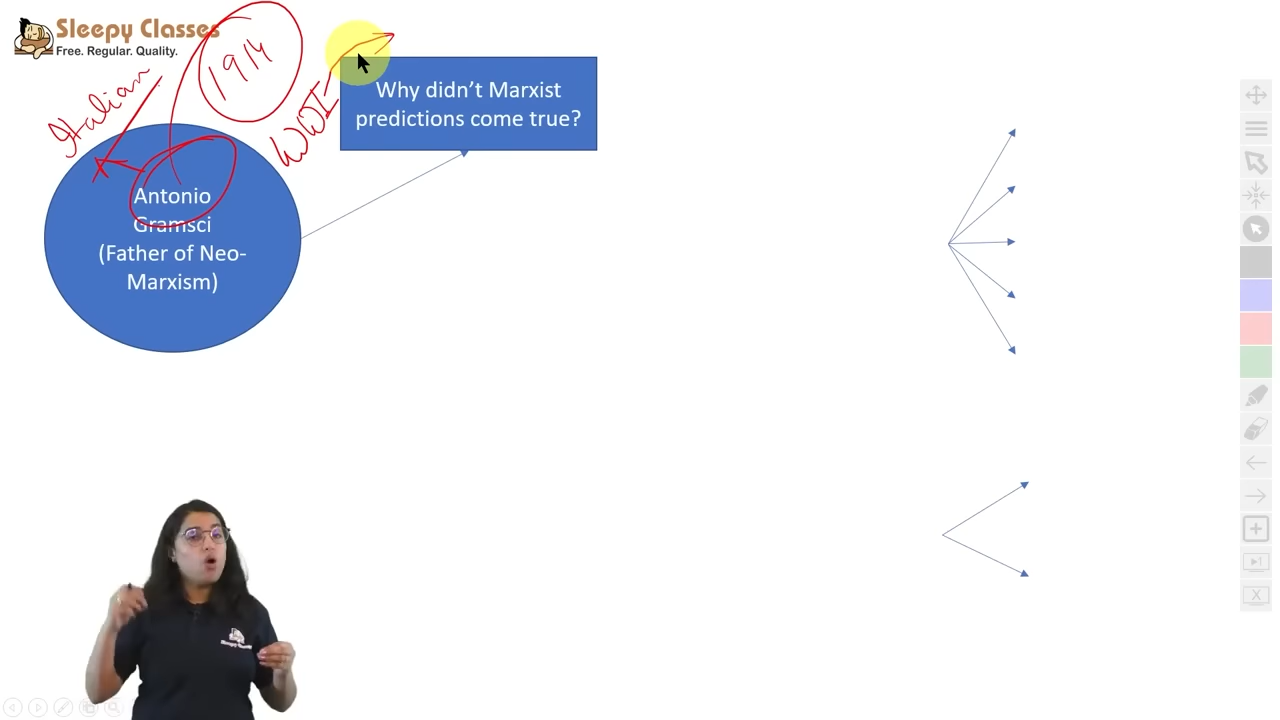 Sleepy Classes
Free. Regular. Quality.
1914
Italian
WWI
Why didn't Marxist
predictions come true?
Antonio
Gramsci
(Father of Neo-
Marxism)